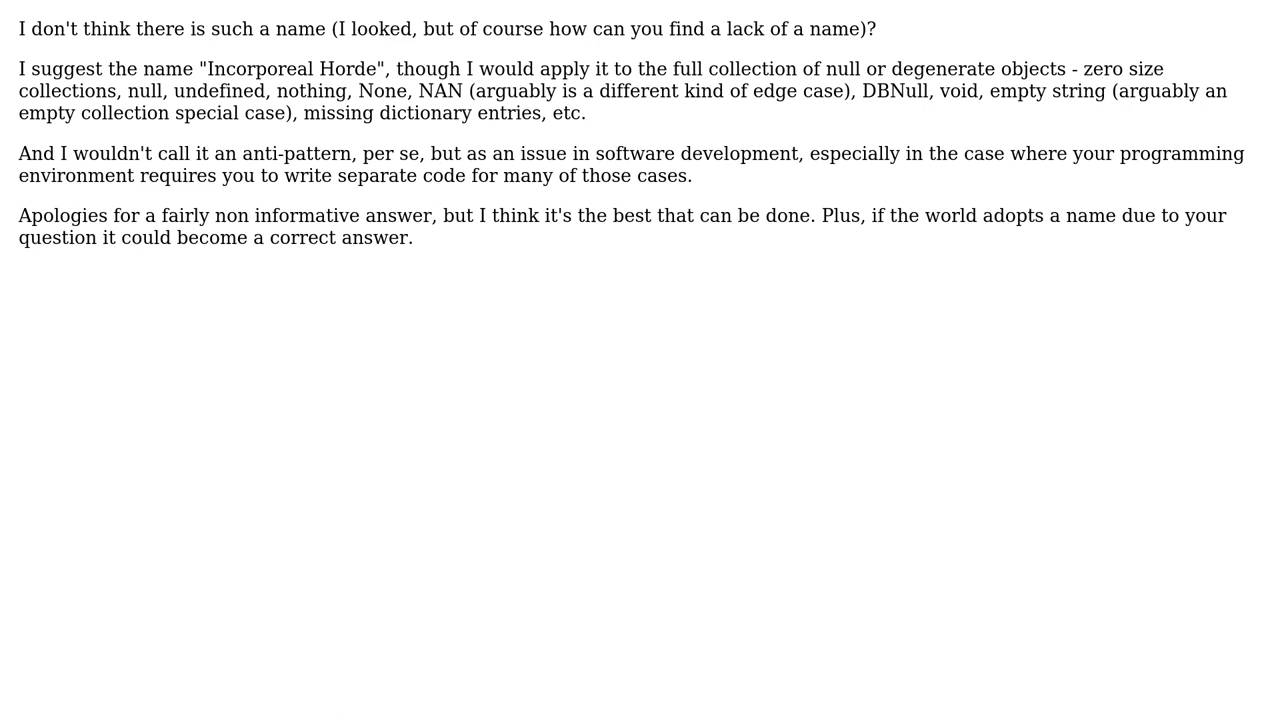 I don't think there is such a name (I looked, but of course how can you find a lack of a name)?
I suggest the name "Incorporeal Horde", though I would apply it to the full collection of null or degenerate objects - zero size
collections, null, undefined, nothing, None, NAN (arguably is a different kind of edge case), DBNull, void, empty string (arguably an
empty collection special case), missing dictionary entries, etc.
And I wouldn't call it an anti-pattern, per se, but as an issue in software development, especially in the case where your programming
environment requires you to write separate code for many of those cases.
Apologies for a fairly non informative answer, but I think it's the best that can be done. Plus, if the world adopts a name due to your
question it could become a correct answer.